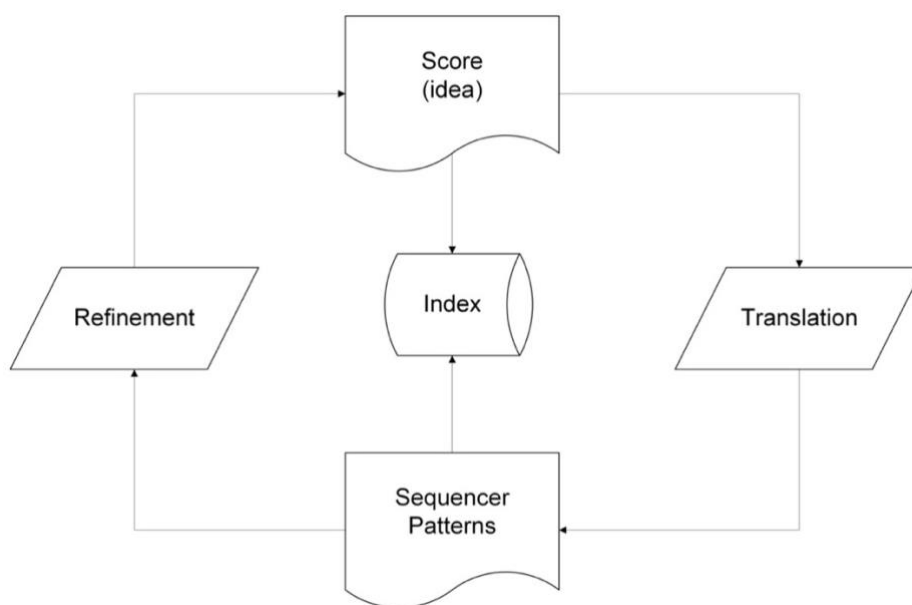 Score
(idea)
Refinement
Index
Translation
Sequencer
Patterns